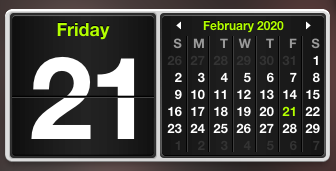 Friday
21
February 2020
S M T W T F S
26 27 28 29 30 31 1
2 3 4 5 6 7 8
9 10 11 12 13 14 15
16 17 18 19 20 21 22
23 24 25 26 27 28 29
1 2 3 4 5 6 7